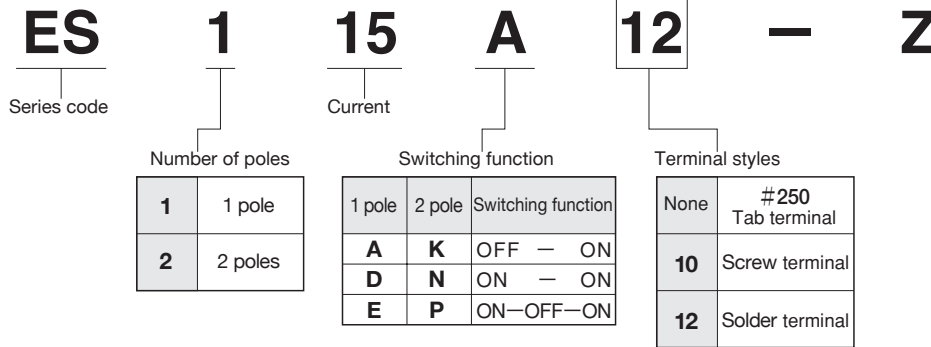 ES 1 15 A 12 － Z
Series code
Current
Number of poles
1 1 pole
2 2 poles
Switching function
1 pole 2 pole Switching function
A K OFF － ON
D N ON － ON
E P ON－OFF－ON
Terminal styles
None #250
Tab terminal
10 Screw terminal
12 Solder terminal